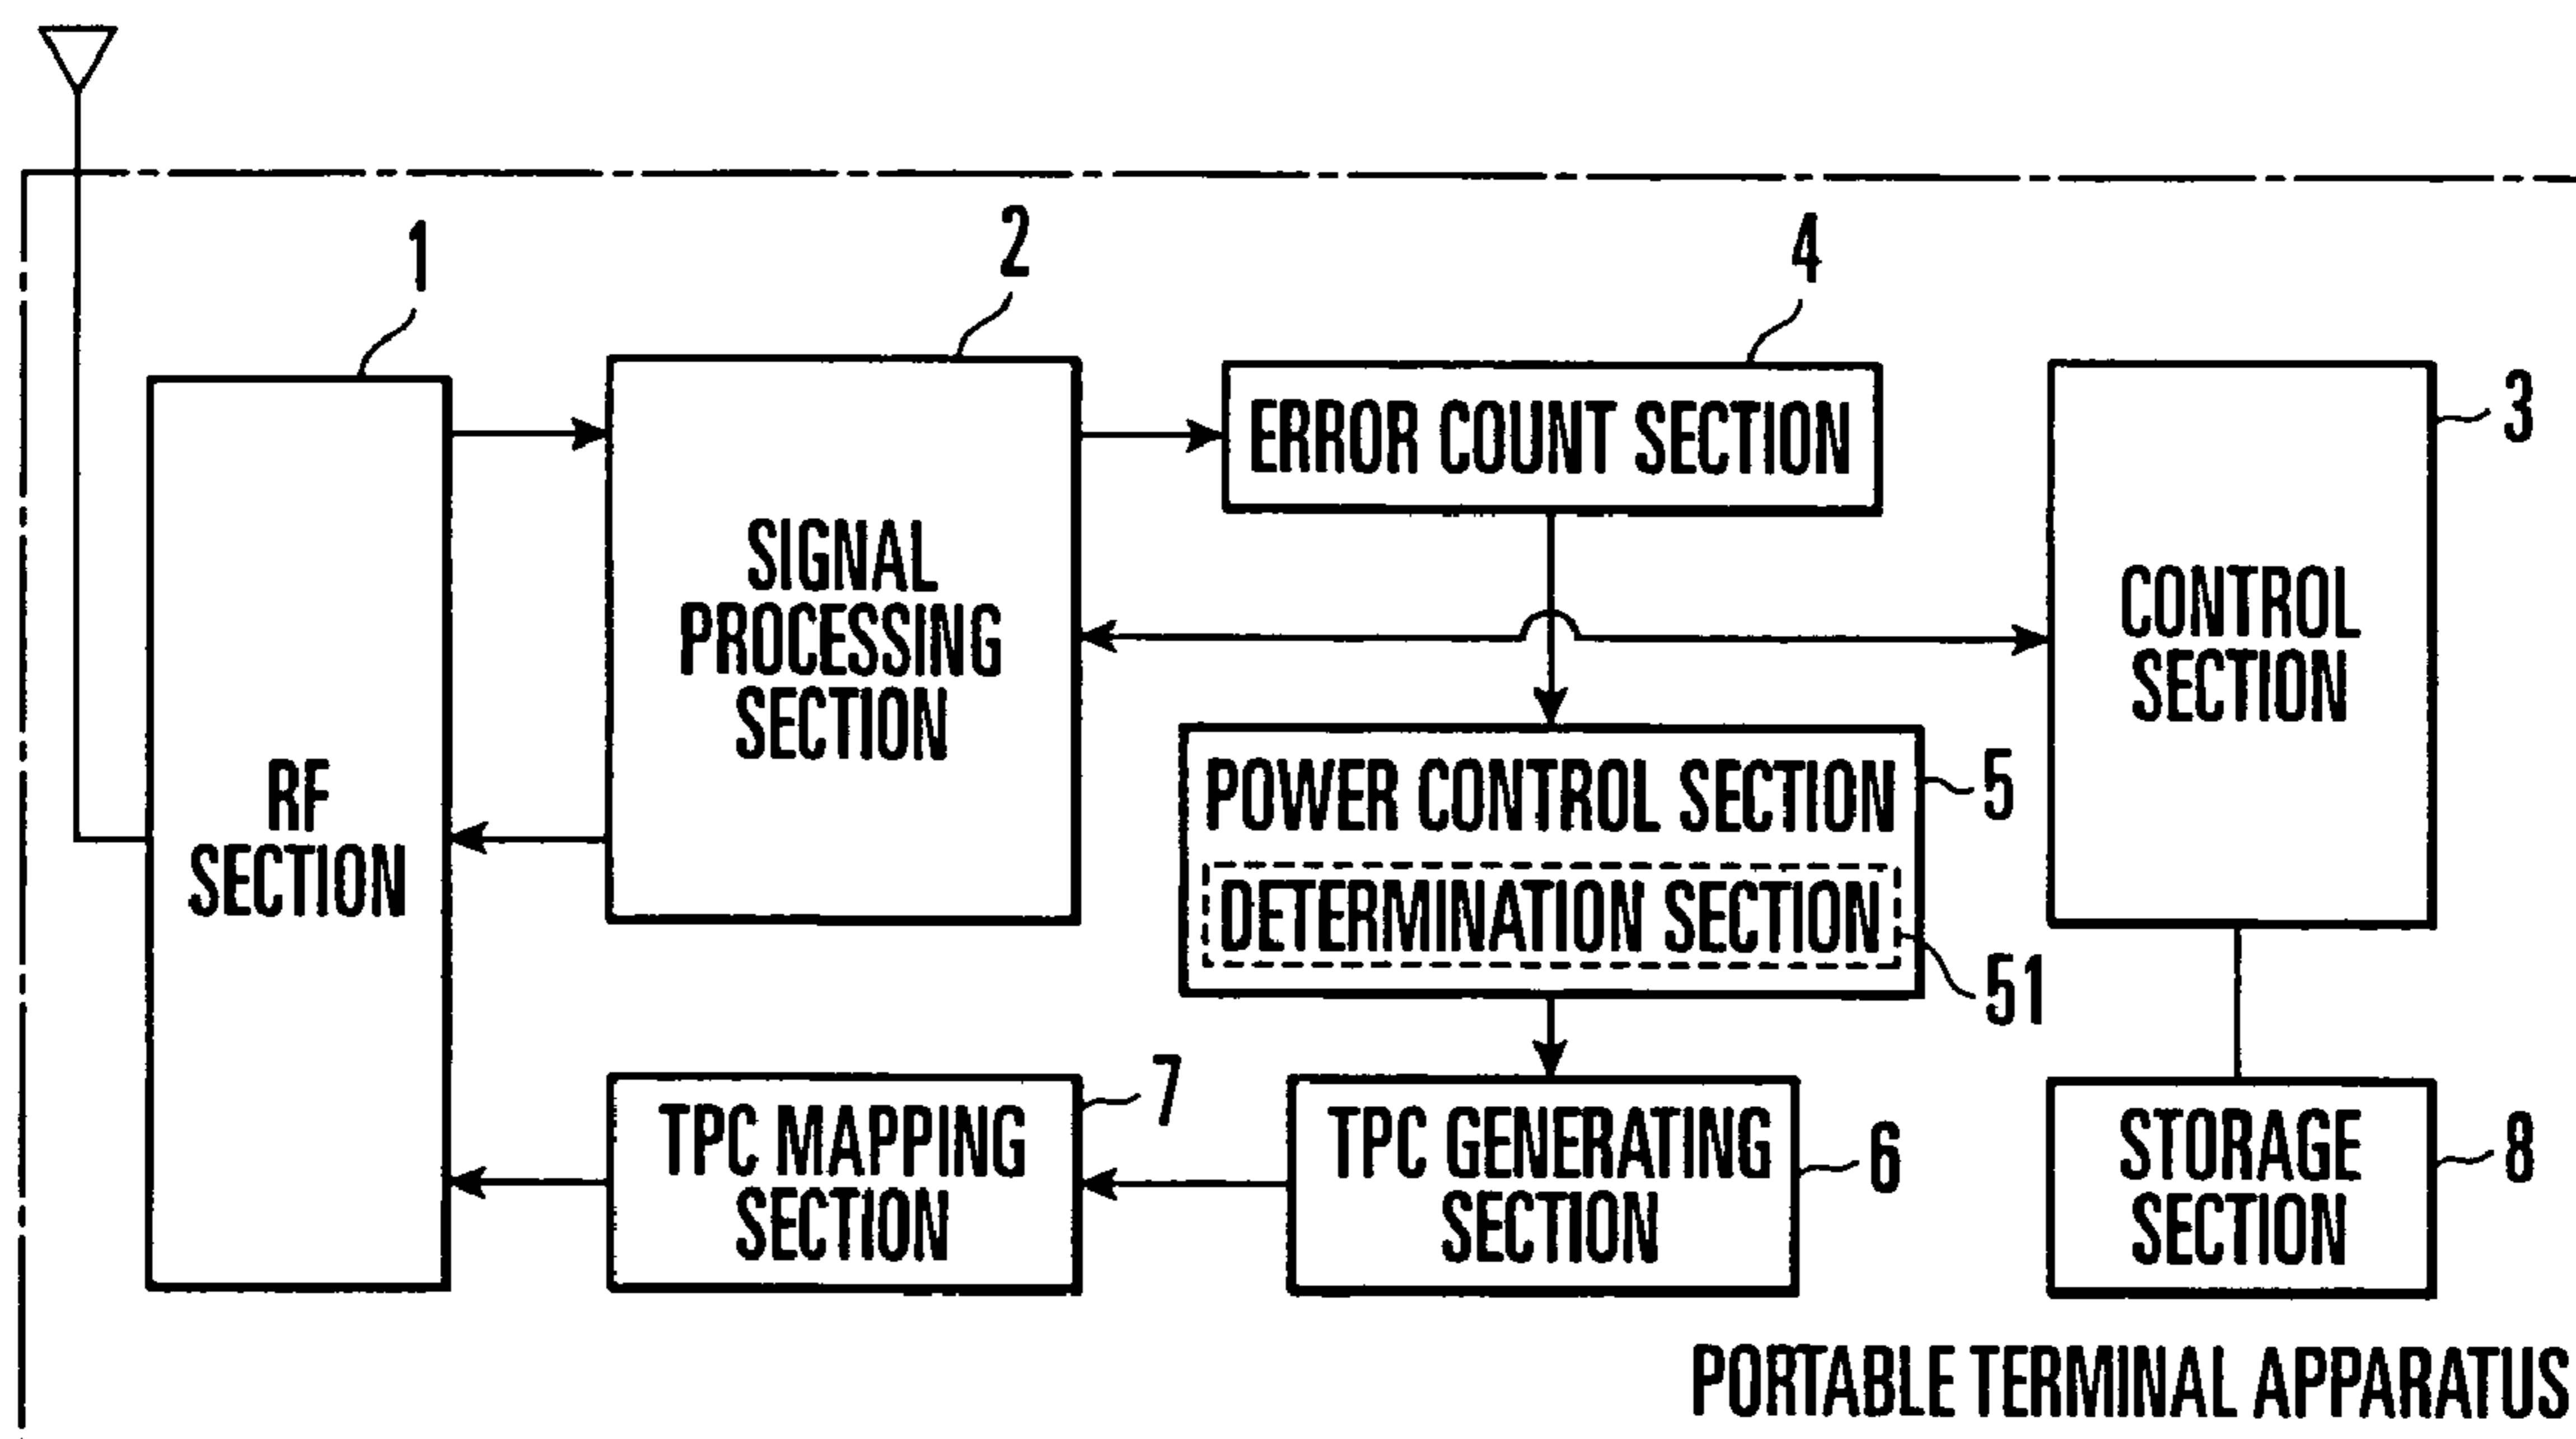 1
2
4
3
ERROR COUNT SECTION
SIGNAL
PROCESSING
SECTION
CONTROL
SECTION
RF
SECTION
POWER CONTROL SECTION
5
DETERMINATION SECTION
51
TPC MAPPING
SECTION
7
TPC GENERATING
SECTION
6
STORAGE
SECTION
8
PORTABLE TERMINAL APPARATUS